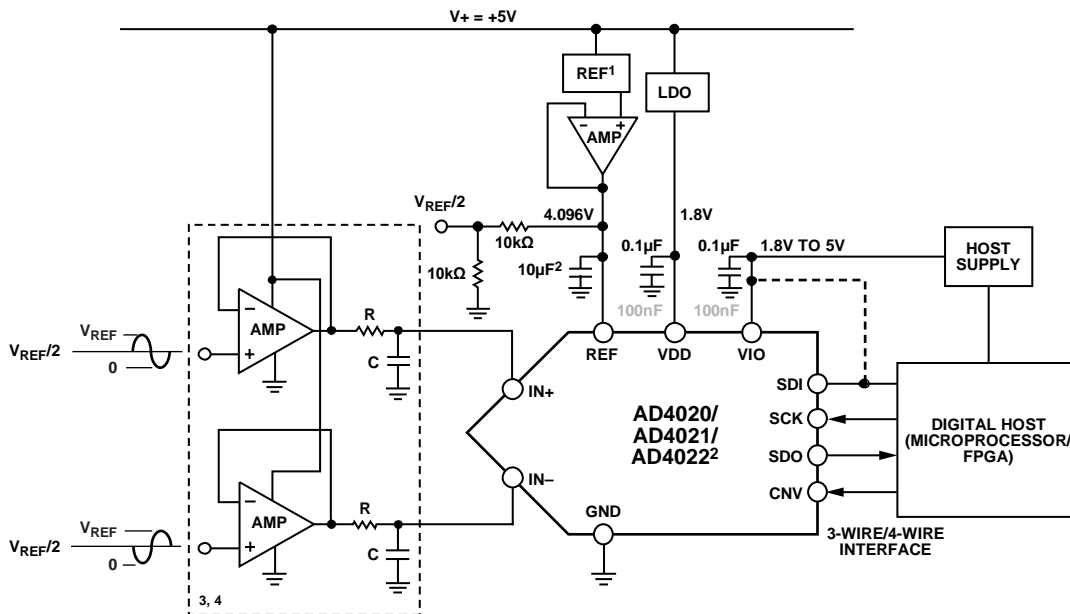 V+ = +5V
REF1
LDO
− +
AMP
VREF/2
4.096V
1.8V
10kΩ
10kΩ
10µF2
0.1µF
0.1µF
1.8V TO 5V
HOST
SUPPLY
100nF
100nF
−
AMP
+
R
C
VREF
VREF/2
0
REF
VDD
VIO
IN+
IN−
AD4020/
AD4021/
AD40222
SDI
SCK
SDO
CNV
GND
DIGITAL HOST
(MICROPROCESSOR/
FPGA)
3-WIRE/4-WIRE
INTERFACE
−
AMP
+
R
C
VREF
VREF/2
0
3, 4